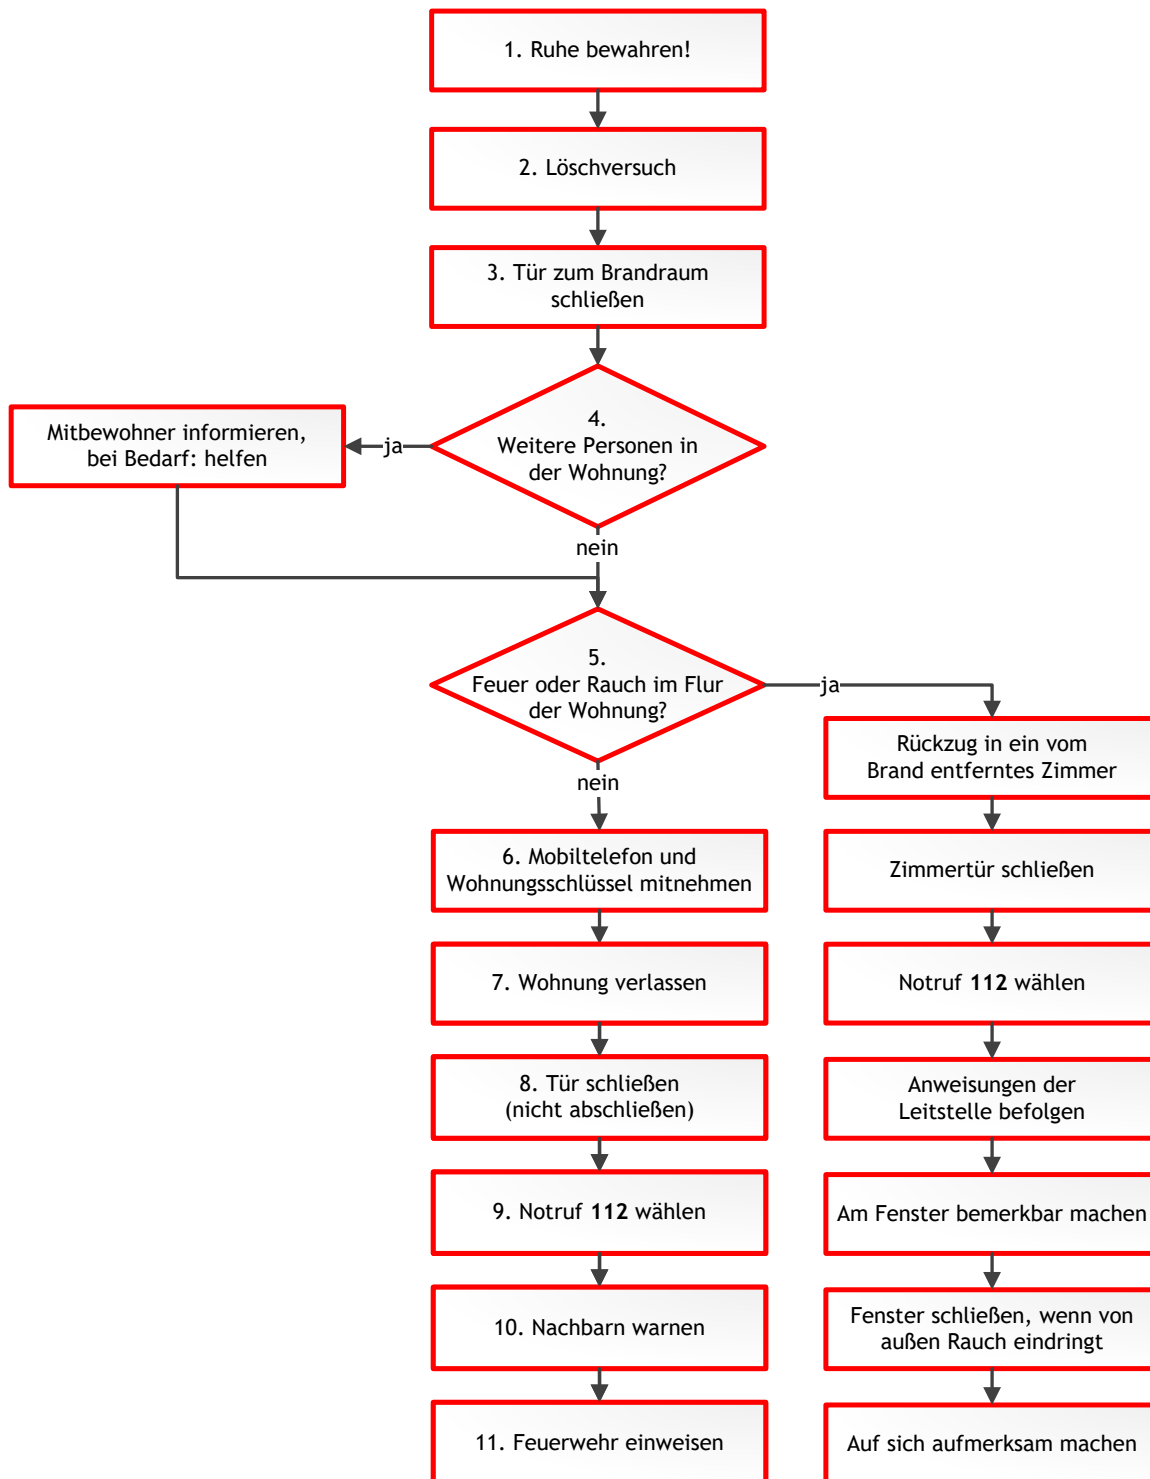 1. Ruhe bewahren!
2. Löschversuch
3. Tür zum Brandraum
schließen
4.
Weitere Personen in
der Wohnung?
ja
Mitbewohner informieren,
bei Bedarf: helfen
nein
5.
Feuer oder Rauch im Flur
der Wohnung?
ja
nein
6. Mobiltelefon und
Wohnungsschlüssel mitnehmen
7. Wohnung verlassen
8. Tür schließen
(nicht abschließen)
9. Notruf 112 wählen
10. Nachbarn warnen
11. Feuerwehr einweisen
Rückzug in ein vom
Brand entferntes Zimmer
Zimmertür schließen
Notruf 112 wählen
Anweisungen der
Leitstelle befolgen
Am Fenster bemerkbar machen
Fenster schließen, wenn von
außen Rauch eindringt
Auf sich aufmerksam machen